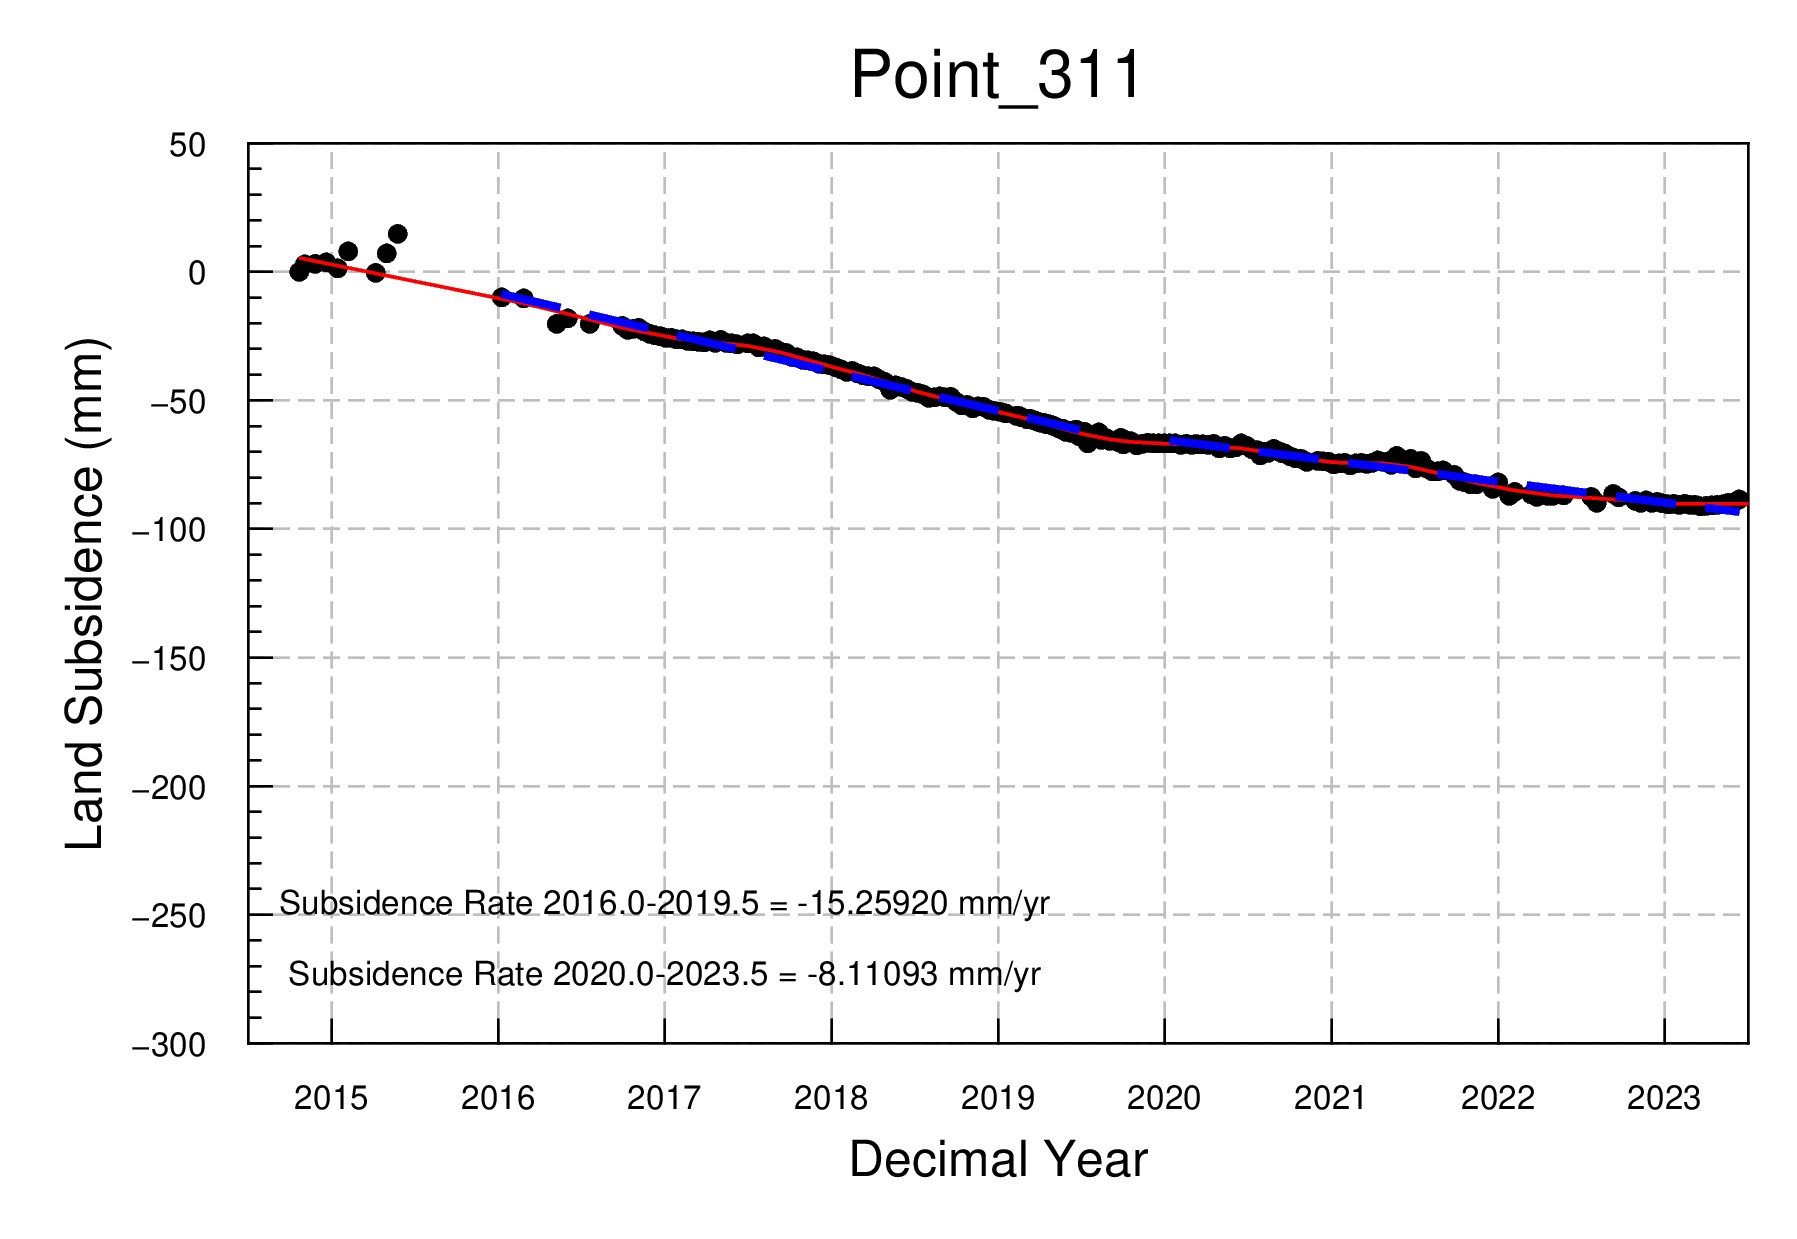 Point_311
50
0
−50
−100
−150
−200
−250
−300
Land Subsidence (mm)
Subsidence Rate 2016.0-2019.5 = -15.25920 mm/yr
Subsidence Rate 2020.0-2023.5 = -8.11093 mm/yr
2015 2016 2017 2018 2019 2020 2021 2022 2023
Decimal Year